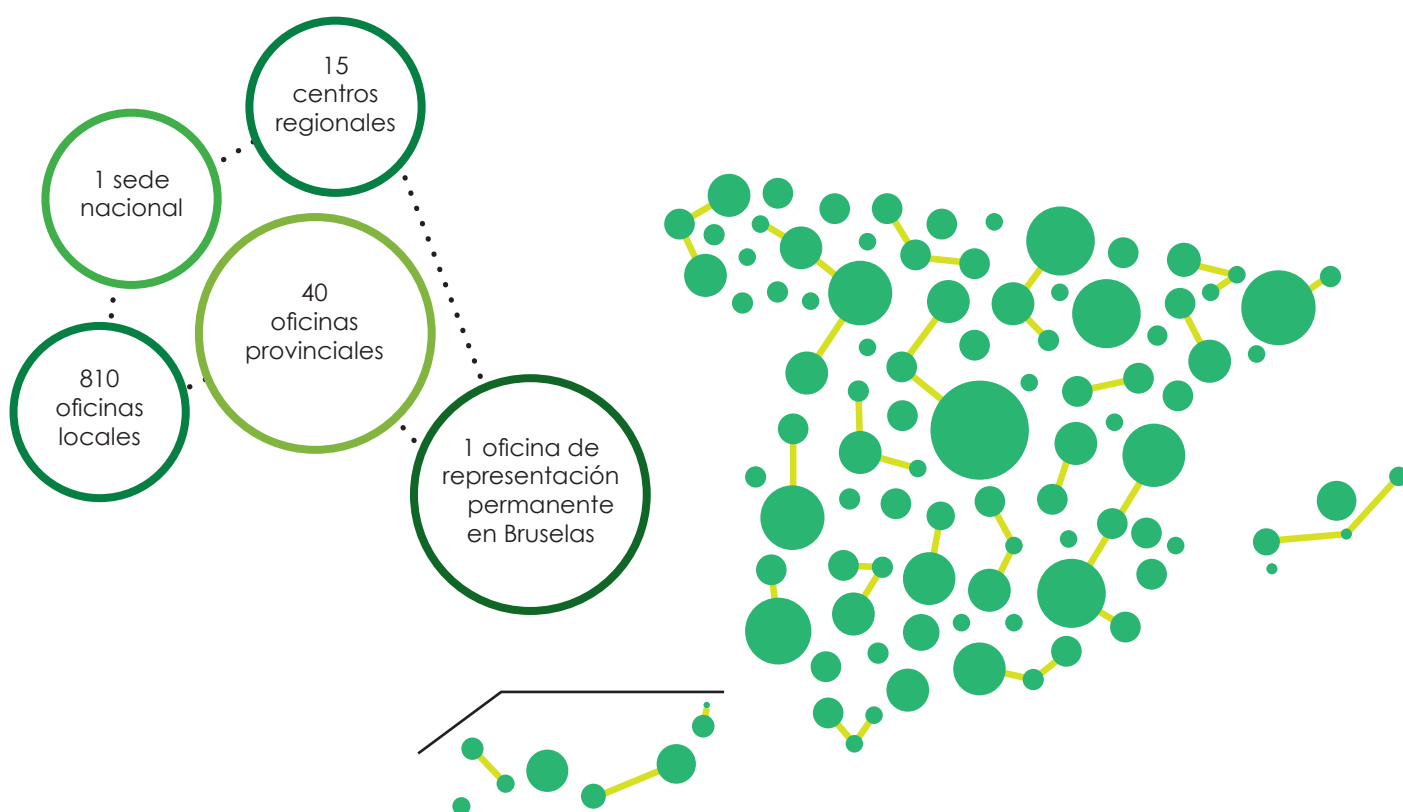 15
centros
regionales
1 sede
nacional
40
oficinas
provinciales
810
oficinas
locales
1 oficina de
representación
permanente
en Bruselas